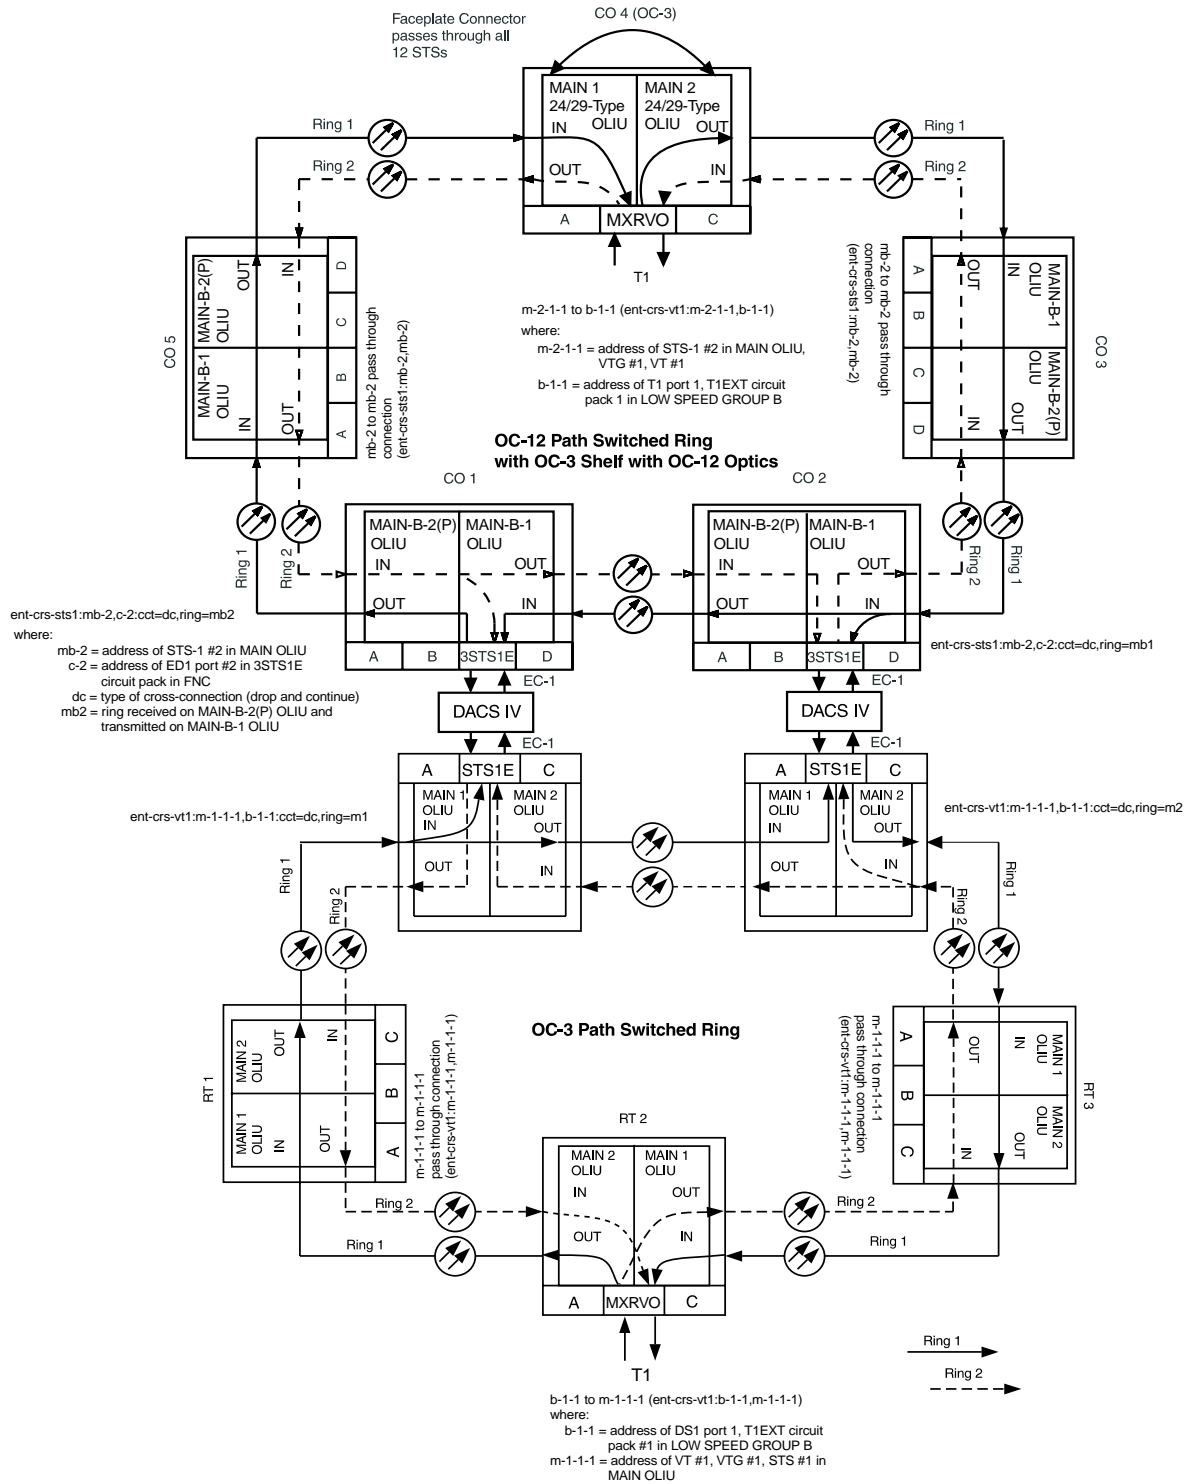 Faceplate Connector
passes through all
12 STSs
CO 4 (OC-3)
MAIN 1
24/29-Type
OLIU
IN
OUT
MAIN 2
24/29-Type
OLIU
OUT
IN
A
MXRVO
C
T1
Ring 1
Ring 2
Ring 1
Ring 2
CO 5
MAIN-B-2(P)
OLIU
OUT
IN
MAIN-B-1
OLIU
IN
OUT
D
C
B
A
mb-2 to mb-2 pass through
connection
(ent-crs-sts1:mb-2,mb-2)
m-2-1-1 to b-1-1 (ent-crs-vt1:m-2-1-1,b-1-1)
where:
m-2-1-1 = address of STS-1 #2 in MAIN OLIU,
VTG #1, VT #1
b-1-1 = address of T1 port 1, T1EXT circuit
pack 1 in LOW SPEED GROUP B
mb-2 to mb-2 pass through
connection
(ent-crs-sts1:mb-2,mb-2)
A
B
C
D
MAIN-B-1
OLIU
IN
OUT
MAIN-B-2(P)
OLIU
OUT
IN
CO 3
OC-12 Path Switched Ring
with OC-3 Shelf with OC-12 Optics
Ring 1
Ring 2
CO 1
MAIN-B-2(P)
OLIU
IN
OUT
MAIN-B-1
OLIU
OUT
IN
A
B
3STS1E
D
CO 2
MAIN-B-2(P)
OLIU
IN
OUT
MAIN-B-1
OLIU
OUT
IN
A
B
3STS1E
D
Ring 2
Ring 1
ent-crs-sts1:mb-2,c-2:cct=dc,ring=mb2
where:
mb-2 = address of STS-1 #2 in MAIN OLIU
c-2 = address of ED1 port #2 in 3STS1E
circuit pack in FNC
dc = type of cross-connection (drop and continue)
mb2 = ring received on MAIN-B-2(P) OLIU and
transmitted on MAIN-B-1 OLIU
ent-crs-sts1:mb-2,c-2:cct=dc,ring=mb1
EC-1
DACS IV
EC-1
EC-1
DACS IV
EC-1
A
STS1E
C
MAIN 1
OLIU
IN
OUT
MAIN 2
OLIU
OUT
IN
A
STS1E
C
MAIN 1
OLIU
IN
OUT
MAIN 2
OLIU
OUT
IN
ent-crs-vt1:m-1-1-1,b-1-1:cct=dc,ring=m1
ent-crs-vt1:m-1-1-1,b-1-1:cct=dc,ring=m2
Ring 1
Ring 2
Ring 2
Ring 1
OC-3 Path Switched Ring
RT 1
MAIN 2
OLIU
OUT
IN
MAIN 1
OLIU
IN
OUT
C
B
A
m-1-1-1 to m-1-1-1
pass through connection
(ent-crs-vt1:m-1-1-1,m-1-1-1)
m-1-1-1 to m-1-1-1
pass through connection
(ent-crs-vt1:m-1-1-1,m-1-1-1)
A
B
C
MAIN 1
OLIU
IN
OUT
MAIN 2
OLIU
OUT
IN
RT 3
RT 2
MAIN 2
OLIU
IN
OUT
MAIN 1
OLIU
OUT
IN
A
MXRVO
C
T1
Ring 2
Ring 1
Ring 2
Ring 1
b-1-1 to m-1-1-1 (ent-crs-vt1:b-1-1,m-1-1-1)
where:
b-1-1 = address of DS1 port 1, T1EXT circuit
pack #1 in LOW SPEED GROUP B
m-1-1-1 = address of VT #1, VTG #1, STS #1 in
MAIN OLIU
Ring 1
Ring 2